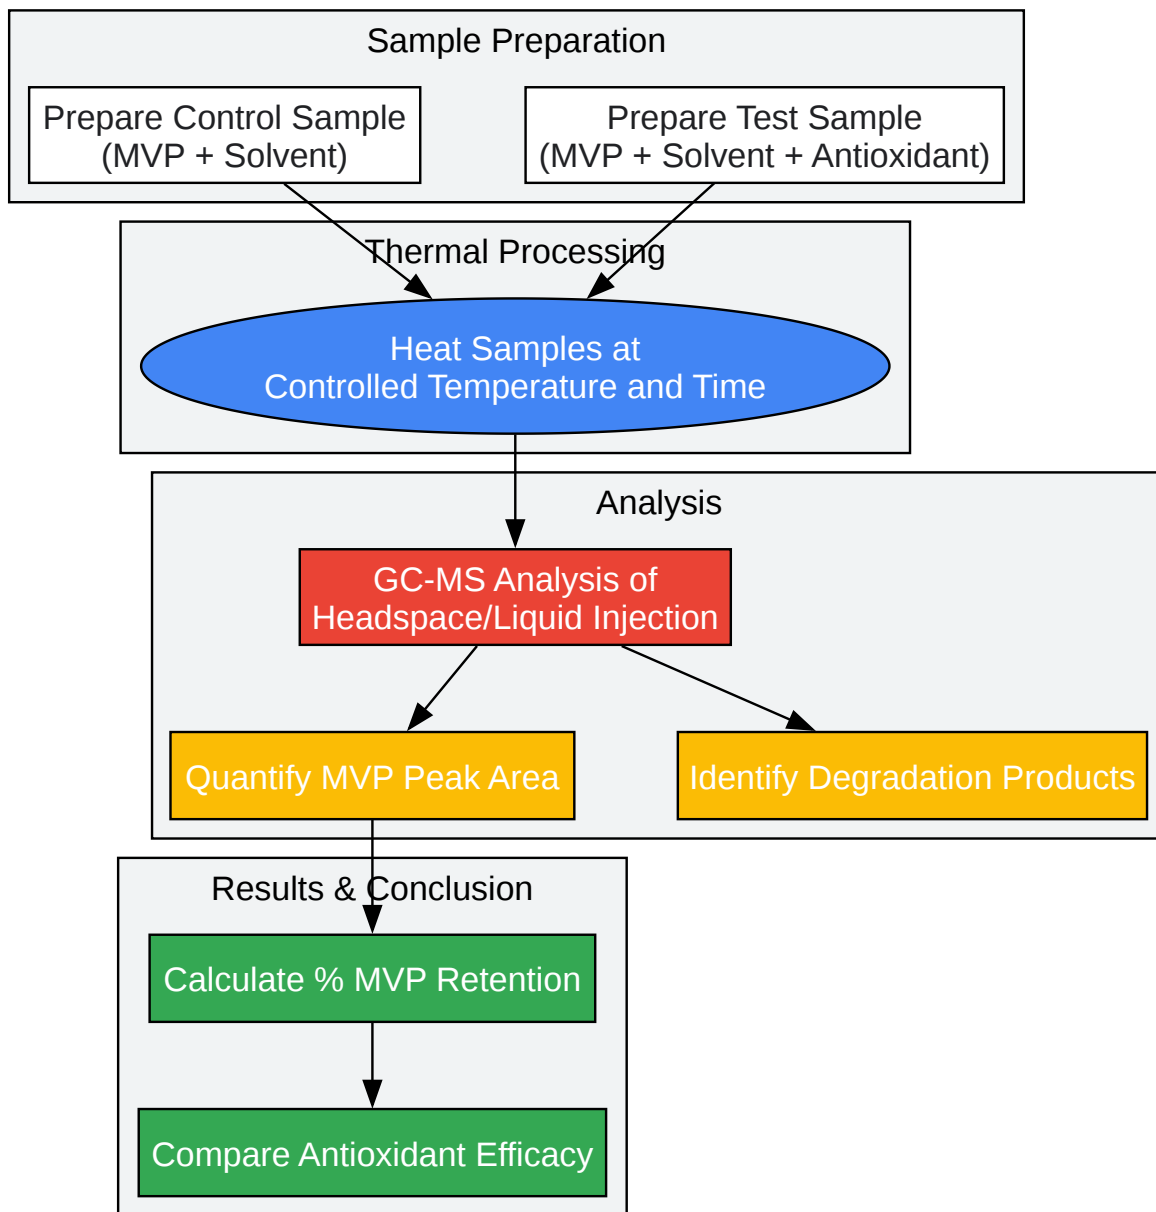 Sample Preparation
Prepare Control Sample
(MVP + Solvent)
Prepare Test Sample
(MVP + Solvent + Antioxidant)
Thermal Processing
Heat Samples at
Controlled Temperature and Time
Analysis
GC-MS Analysis of
Headspace/Liquid Injection
Quantify MVP Peak Area
Identify Degradation Products
Results & Conclusion
Calculate % MVP Retention
Compare Antioxidant Efficacy